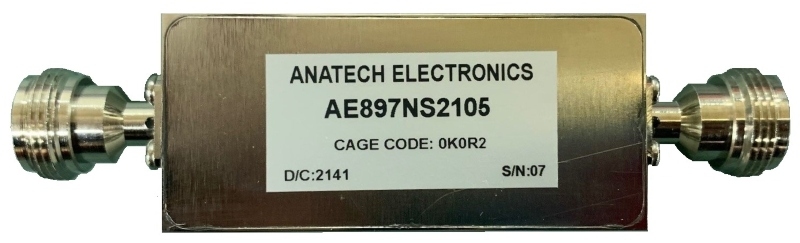 ANATECH ELECTRONICS
AE897NS2105
CAGE CODE: 0K0R2
D/C:2141 S/N:07